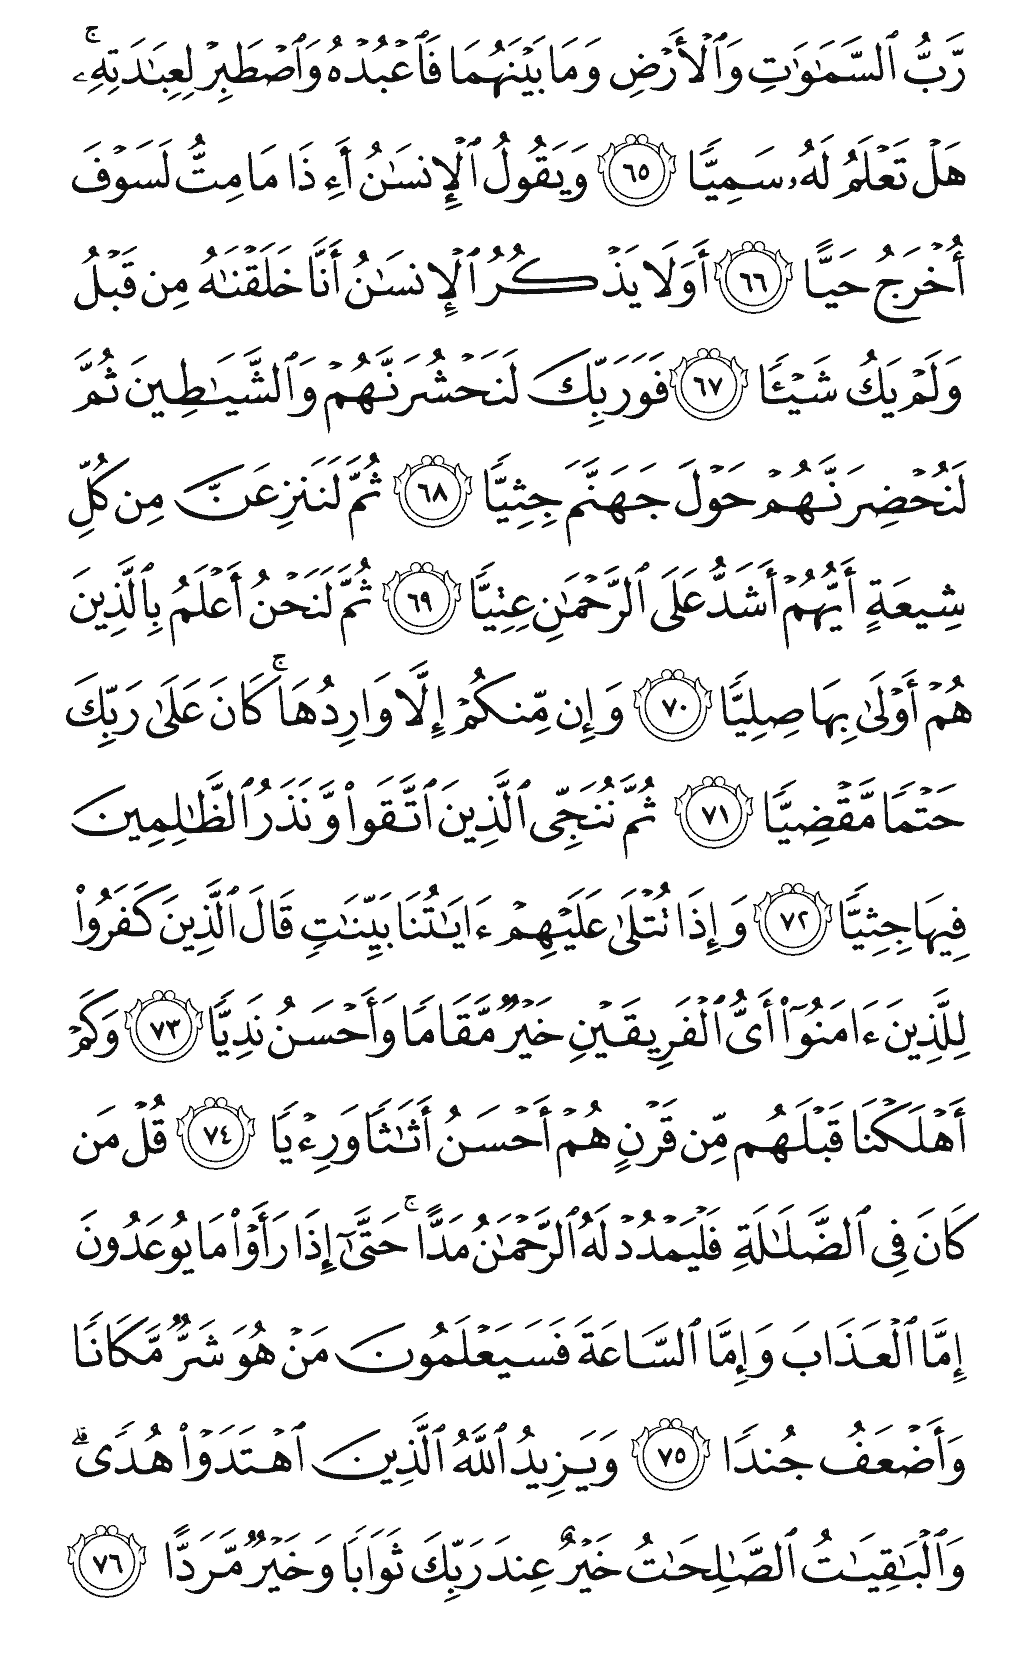 رَّبُّ ٱلسَّمَٰوَٰتِ وَٱلْأَرْضِ وَمَا بَيْنَهُمَا فَٱعْبُدْهُ وَٱصْطَبِرْ لِعِبَٰدَتِهِۦ ۚ
هَلْ تَعْلَمُ لَهُۥ سَمِيًّا ٦٥ وَيَقُولُ ٱلْإِنسَٰنُ أَءِذَا مَا مِتُّ لَسَوْفَ
أُخْرَجُ حَيًّا ٦٦ أَوَلَا يَذْكُرُ ٱلْإِنسَٰنُ أَنَّا خَلَقْنَٰهُ مِن قَبْلُ
وَلَمْ يَكُ شَيْـًٔا ٦٧ فَوَرَبِّكَ لَنَحْشُرَنَّهُمْ وَٱلشَّيَٰطِينَ ثُمَّ
لَنُحْضِرَنَّهُمْ حَوْلَ جَهَنَّمَ جِثِيًّا ٦٨ ثُمَّ لَنَنزِعَنَّ مِن كُلِّ
شِيعَةٍ أَيُّهُمْ أَشَدُّ عَلَى ٱلرَّحْمَٰنِ عِتِيًّا ٦٩ ثُمَّ لَنَحْنُ أَعْلَمُ بِٱلَّذِينَ
هُمْ أَوْلَىٰ بِهَا صِلِيًّا ٧٠ وَإِن مِّنكُمْ إِلَّا وَارِدُهَا ۚ كَانَ عَلَىٰ رَبِّكَ
حَتْمًا مَّقْضِيًّا ٧١ ثُمَّ نُنَجِّى ٱلَّذِينَ ٱتَّقَوا۟ وَّنَذَرُ ٱلظَّٰلِمِينَ
فِيهَا جِثِيًّا ٧٢ وَإِذَا تُتْلَىٰ عَلَيْهِمْ ءَايَٰتُنَا بَيِّنَٰتٍ قَالَ ٱلَّذِينَ كَفَرُوا۟
لِلَّذِينَ ءَامَنُوٓا۟ أَىُّ ٱلْفَرِيقَيْنِ خَيْرٌ مَّقَامًا وَأَحْسَنُ نَدِيًّا ٧٣ وَكَمْ
أَهْلَكْنَا قَبْلَهُم مِّن قَرْنٍ هُمْ أَحْسَنُ أَثَٰثًا وَرِءْيًا ٧٤ قُلْ مَن
كَانَ فِى ٱلضَّلَٰلَةِ فَلْيَمْدُدْ لَهُ ٱلرَّحْمَٰنُ مَدًّا ۚ حَتَّىٰٓ إِذَا رَأَوْا۟ مَا يُوعَدُونَ
إِمَّا ٱلْعَذَابَ وَإِمَّا ٱلسَّاعَةَ فَسَيَعْلَمُونَ مَنْ هُوَ شَرٌّ مَّكَانًا
وَأَضْعَفُ جُندًا ٧٥ وَيَزِيدُ ٱللَّهُ ٱلَّذِينَ ٱهْتَدَوْا۟ هُدًى ۗ
وَٱلْبَٰقِيَٰتُ ٱلصَّٰلِحَٰتُ خَيْرٌ عِندَ رَبِّكَ ثَوَابًا وَخَيْرٌ مَّرَدًّا ٧٦